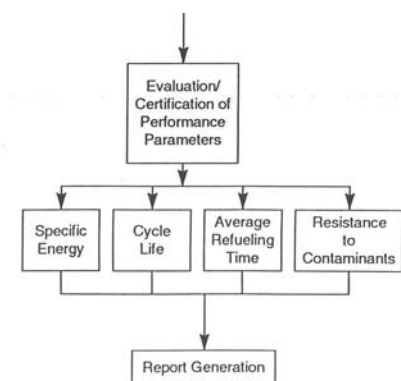 Evaluation/
Certification of
Performance
Parameters
Specific
Energy
Cycle
Life
Average
Refueling
Time
Resistance
to
Contaminants
Report Generation